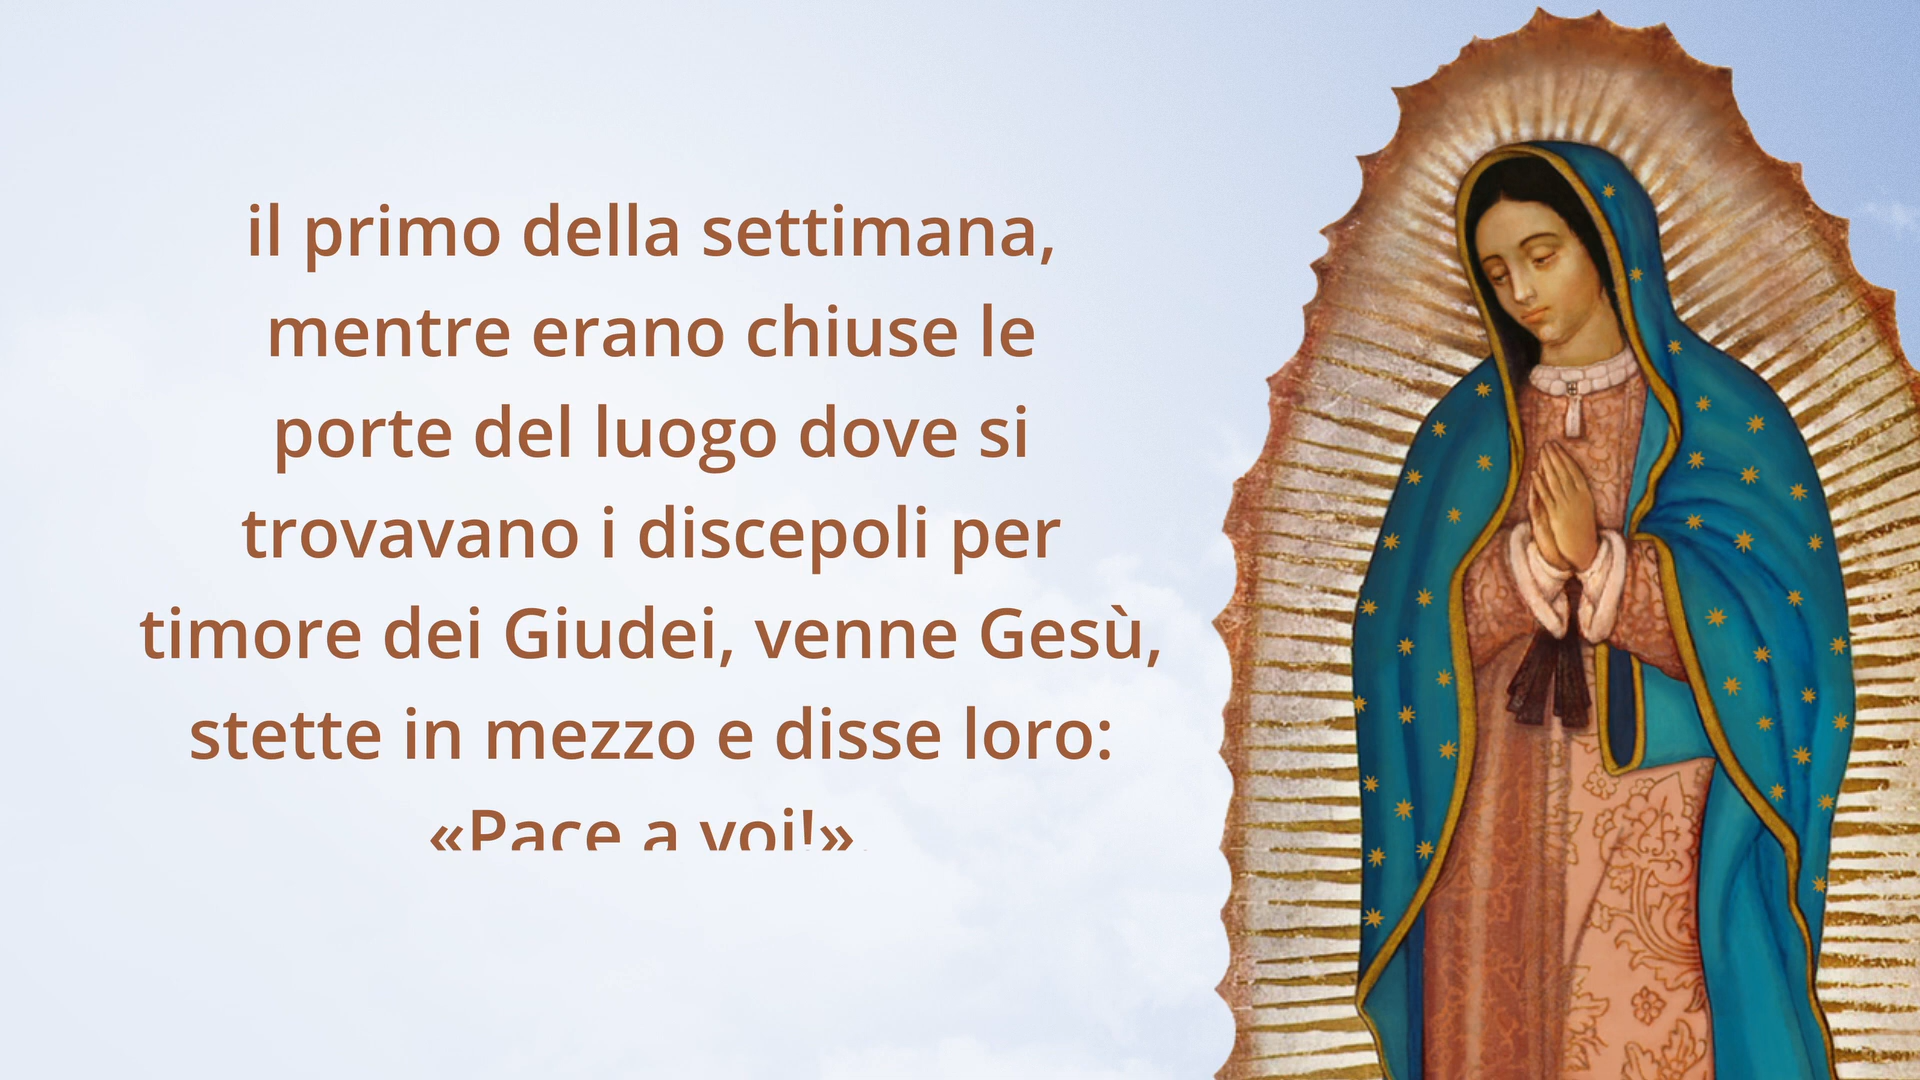 il primo della settimana,
mentre erano chiuse le
porte del luogo dove si
trovavano i discepoli per
timore dei Giudei, venne Gesù,
stette in mezzo e disse loro:
«Pace a voi!».